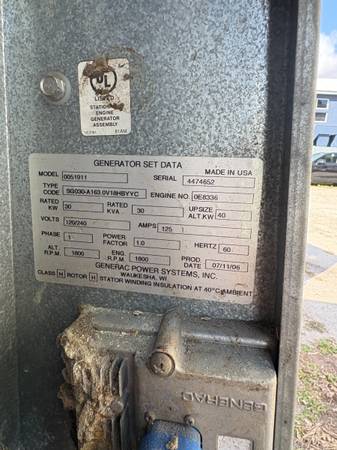 UL
LISTED
STATIONARY
ENGINE
GENERATOR
ASSEMBLY
GENERATOR SET DATA
MODEL 0051911 SERIAL 4474652 MADE IN USA
TYPE CODE SG030-A163.0V18HBYYC ENGINE NO. 0E8336
RATED KW 30 RATED KVA 30 UPSIZE ALT.KW 40
VOLTS 120/240 AMPS 125
PHASE 1 POWER FACTOR 1.0 HERTZ 60
ALT. R.P.M. 1800 ENG. R.P.M. 1800 PROD. DATE 07/11/06
GENERAC POWER SYSTEMS, INC.
WAUKESHA, WI
CLASS H ROTOR H STATOR WINDING INSULATION AT 40°C AMBIENT
GENERAC